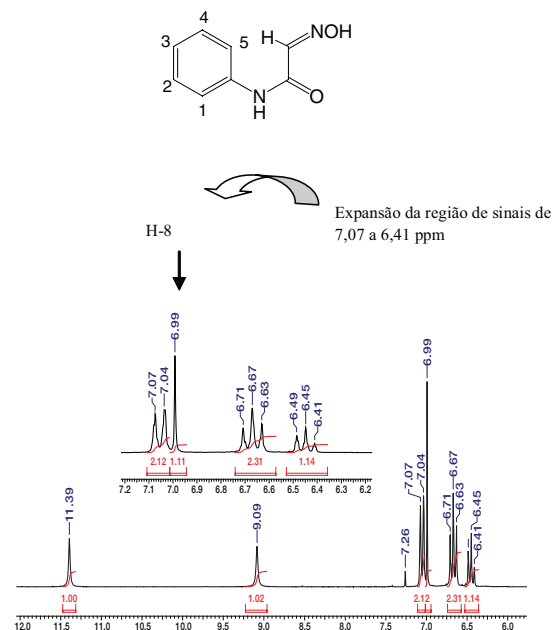 4
3
5
2
1
H
NOH
N
H
O
Expansão da região de sinais de
7,07 a 6,41 ppm
H-8
7.07
7.04
6.99
6.71
6.67
6.63
6.49
6.45
6.41
2.12 1.11 2.31 1.14
7.2 7.1 7.0 6.9 6.8 6.7 6.6 6.5 6.4 6.3 6.2
11.39
9.09
7.26
7.07
7.04
6.99
6.71
6.67
6.63
6.45
6.41
1.00 1.02 2.12 2.31 1.14
12.0 11.5 11.0 10.5 10.0 9.5 9.0 8.5 8.0 7.5 7.0 6.5 6.0